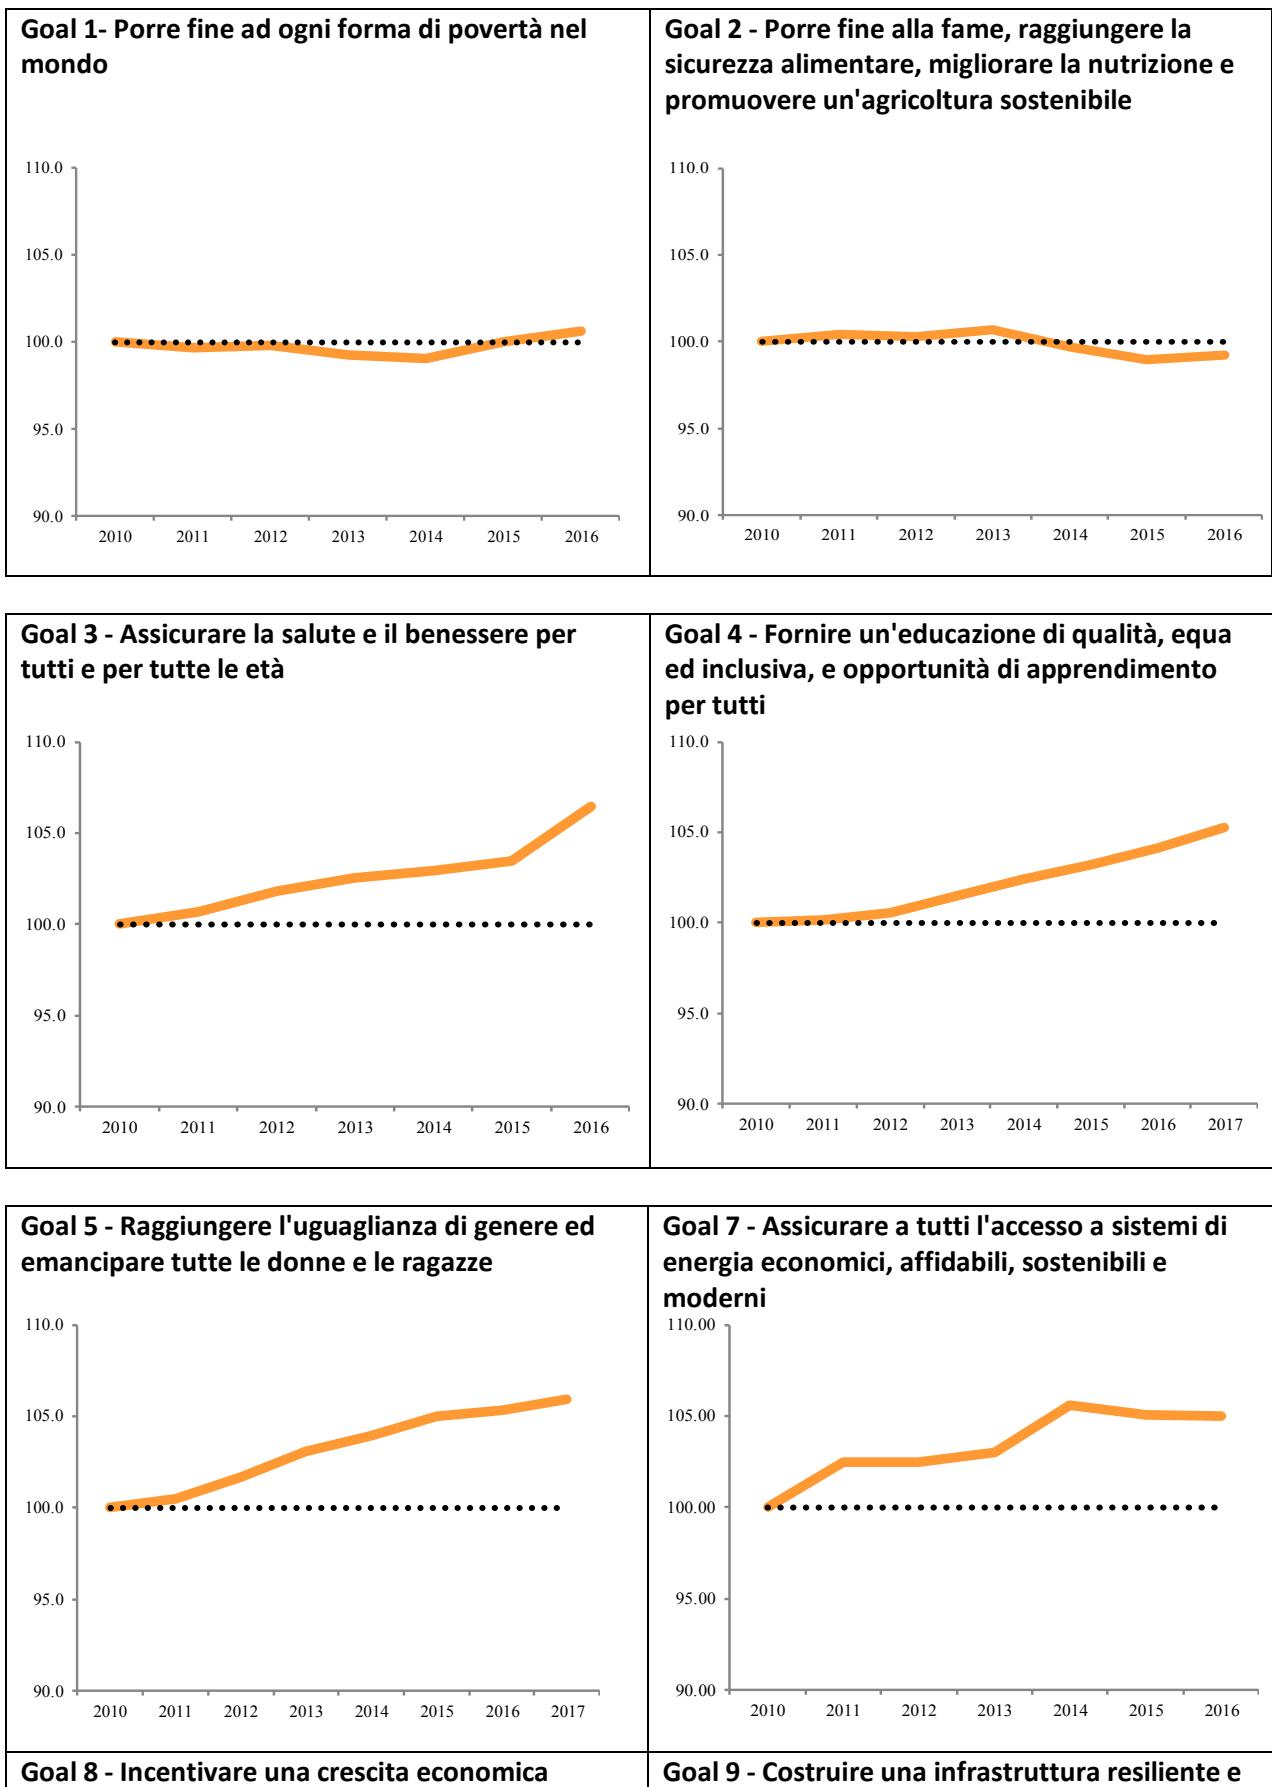 Goal 1- Porre fine ad ogni forma di povertà nel
mondo
110.0
105.0
100.0
95.0
90.0
2010 2011 2012 2013 2014 2015 2016
Goal 2 - Porre fine alla fame, raggiungere la
sicurezza alimentare, migliorare la nutrizione e
promuovere un'agricoltura sostenibile
110.0
105.0
100.0
95.0
90.0
2010 2011 2012 2013 2014 2015 2016
Goal 3 - Assicurare la salute e il benessere per
tutti e per tutte le età
110.0
105.0
100.0
95.0
90.0
2010 2011 2012 2013 2014 2015 2016
Goal 4 - Fornire un'educazione di qualità, equa
ed inclusiva, e opportunità di apprendimento
per tutti
110.0
105.0
100.0
95.0
90.0
2010 2011 2012 2013 2014 2015 2016 2017
Goal 5 - Raggiungere l'uguaglianza di genere ed
emancipare tutte le donne e le ragazze
110.0
105.0
100.0
95.0
90.0
2010 2011 2012 2013 2014 2015 2016 2017
Goal 7 - Assicurare a tutti l'accesso a sistemi di
energia economici, affidabili, sostenibili e
moderni
110.00
105.00
100.00
95.00
90.00
2010 2011 2012 2013 2014 2015 2016
Goal 8 - Incentivare una crescita economica
Goal 9 - Costruire una infrastruttura resiliente e